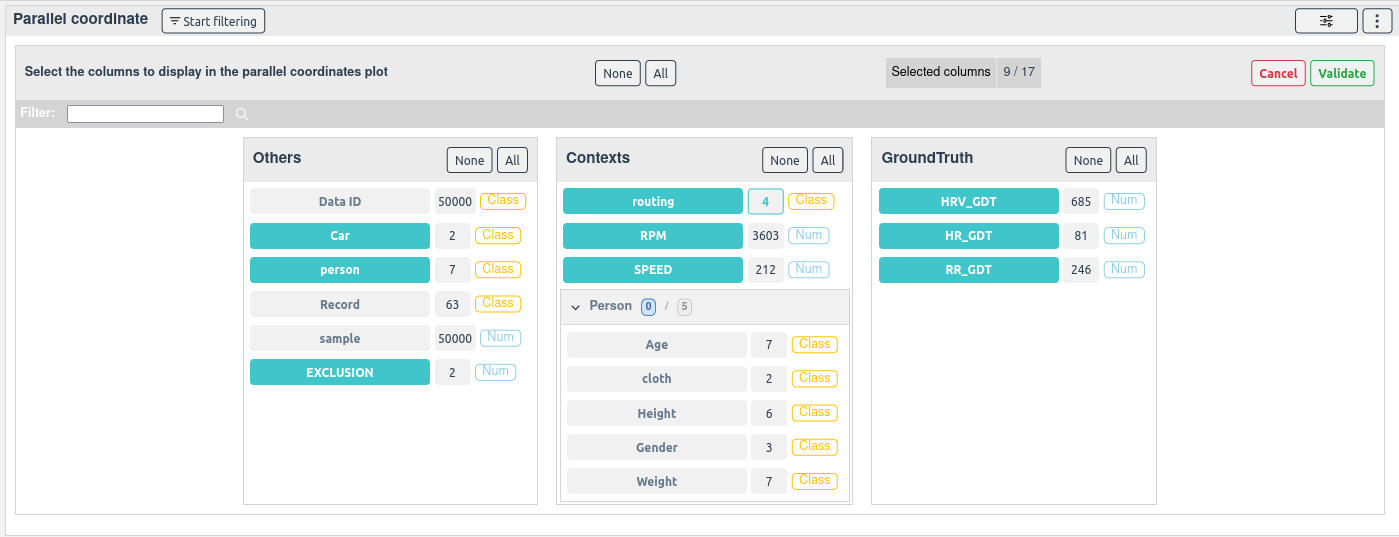 Parallel coordinate Start filtering
Select the columns to display in the parallel coordinates plot None All Selected columns 9 / 17 Cancel Validate
Filter:
Others None All
Data ID 50000 Class
Car 2 Class
person 7 Class
Record 63 Class
sample 50000 Num
EXCLUSION 2 Num
Contexts None All
routing 4 Class
RPM 3603 Num
SPEED 212 Num
Person 0 / 5
Age 7 Class
cloth 2 Class
Height 6 Class
Gender 3 Class
Weight 7 Class
GroundTruth None All
HRV_GDT 685 Num
HR_GDT 81 Num
RR_GDT 246 Num